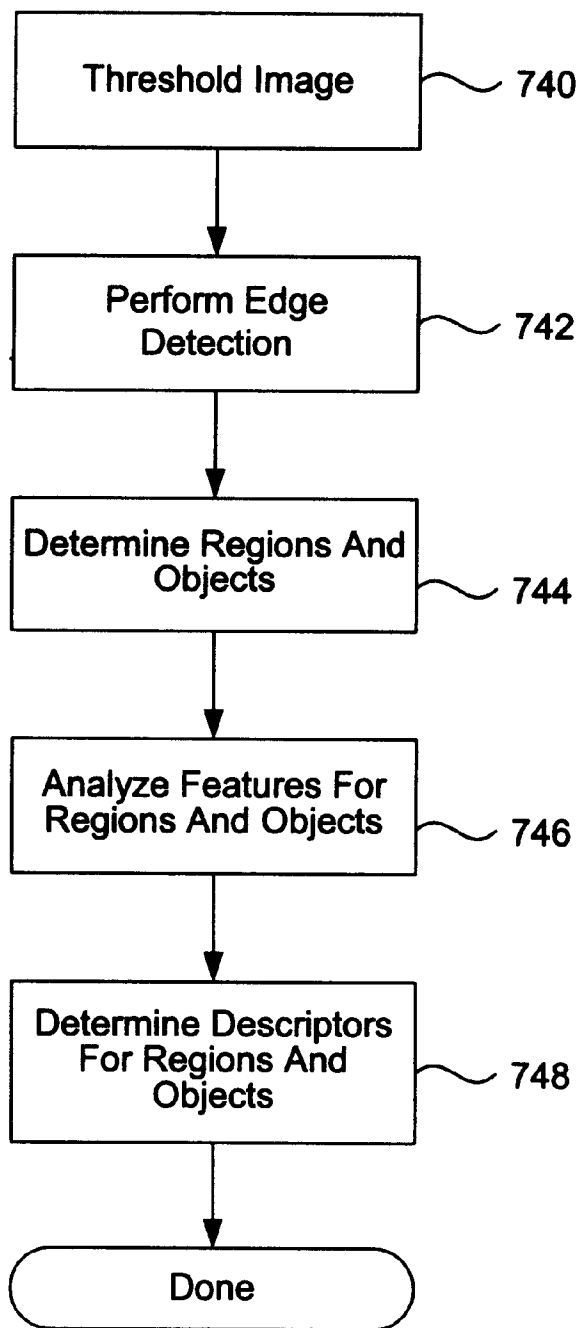 Threshold Image
740
Perform Edge
Detection
742
Determine Regions And
Objects
744
Analyze Features For
Regions And Objects
746
Determine Descriptors
For Regions And
Objects
748
Done